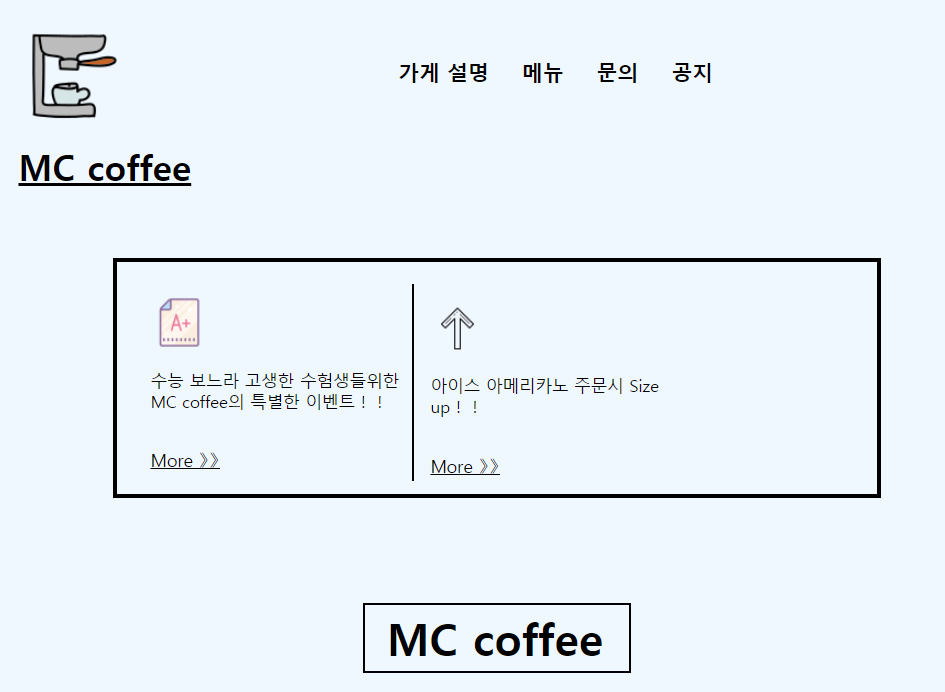 가게 설명 메뉴 문의 공지
MC coffee
A+
수능 보느라 고생한 수험생들위한
MC coffee의 특별한 이벤트！！
More 》》
아이스 아메리카노 주문시 Size
up！！
More 》》
MC coffee